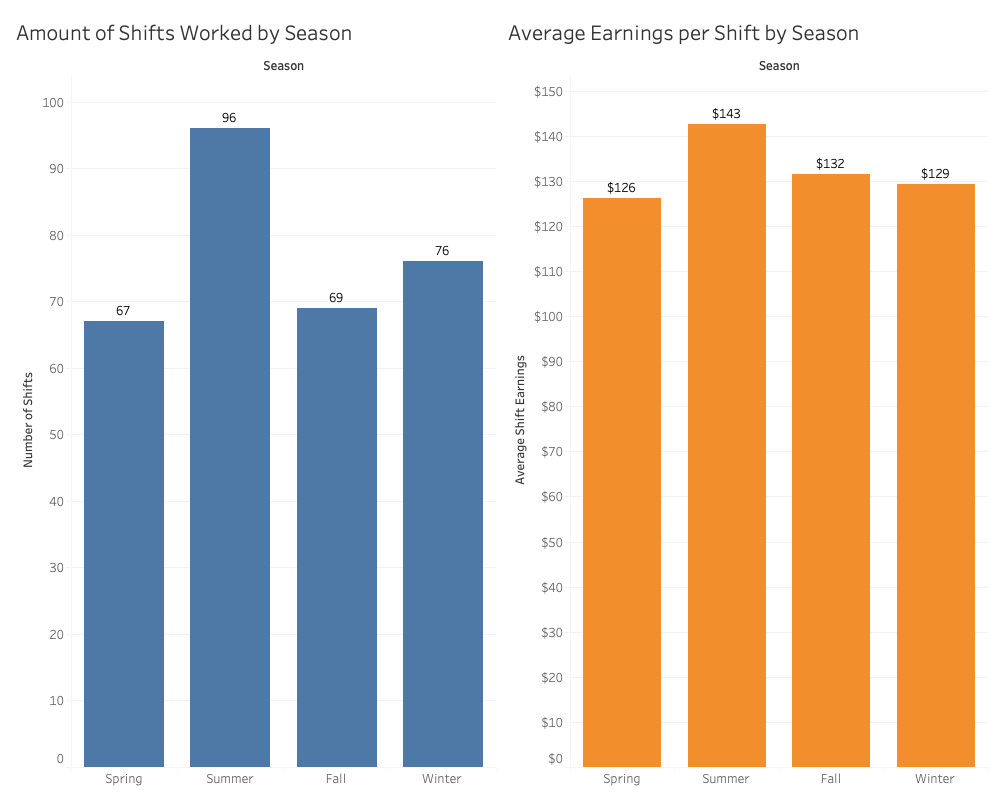 Amount of Shifts Worked by Season
Season
Number of Shifts
100
90
80
70
60
50
40
30
20
10
0
67
96
69
76
Spring
Summer
Fall
Winter
Average Earnings per Shift by Season
Season
Average Shift Earnings
$150
$140
$130
$120
$110
$100
$90
$80
$70
$60
$50
$40
$30
$20
$10
$0
$126
$143
$132
$129
Spring
Summer
Fall
Winter